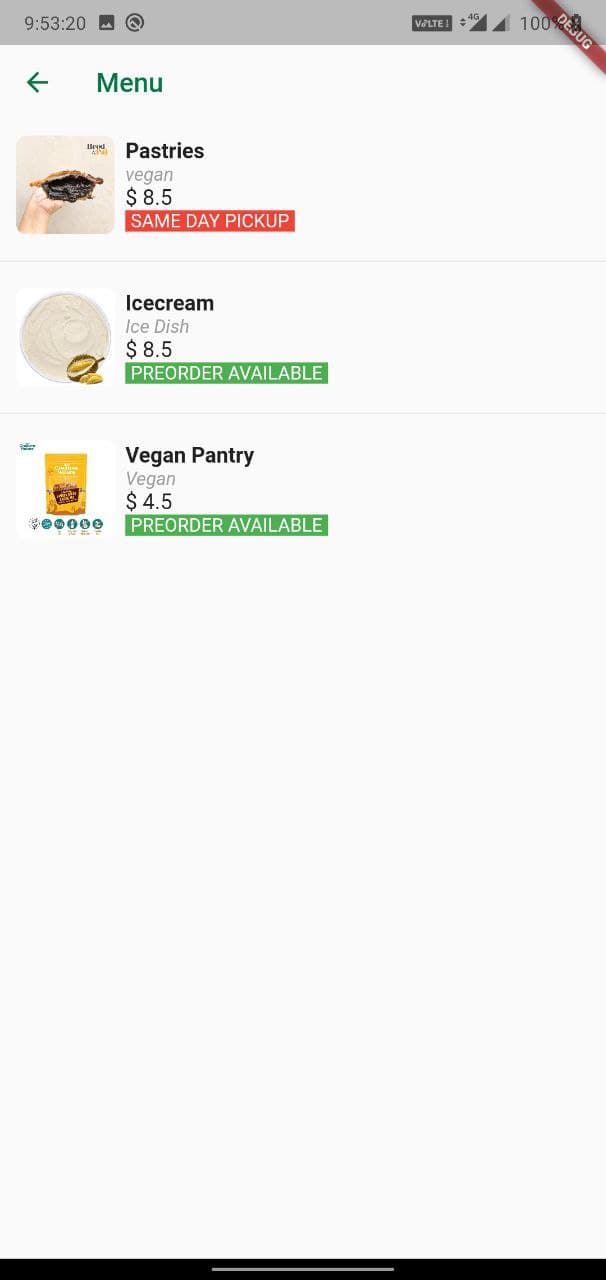 9:53:20
VoLTE 1 4G 100%
DEBUG
Menu
Bread
Pastries
vegan
$ 8.5
SAME DAY PICKUP
Icecream
Ice Dish
$ 8.5
PREORDER AVAILABLE
Vegan Pantry
Vegan
$ 4.5
PREORDER AVAILABLE